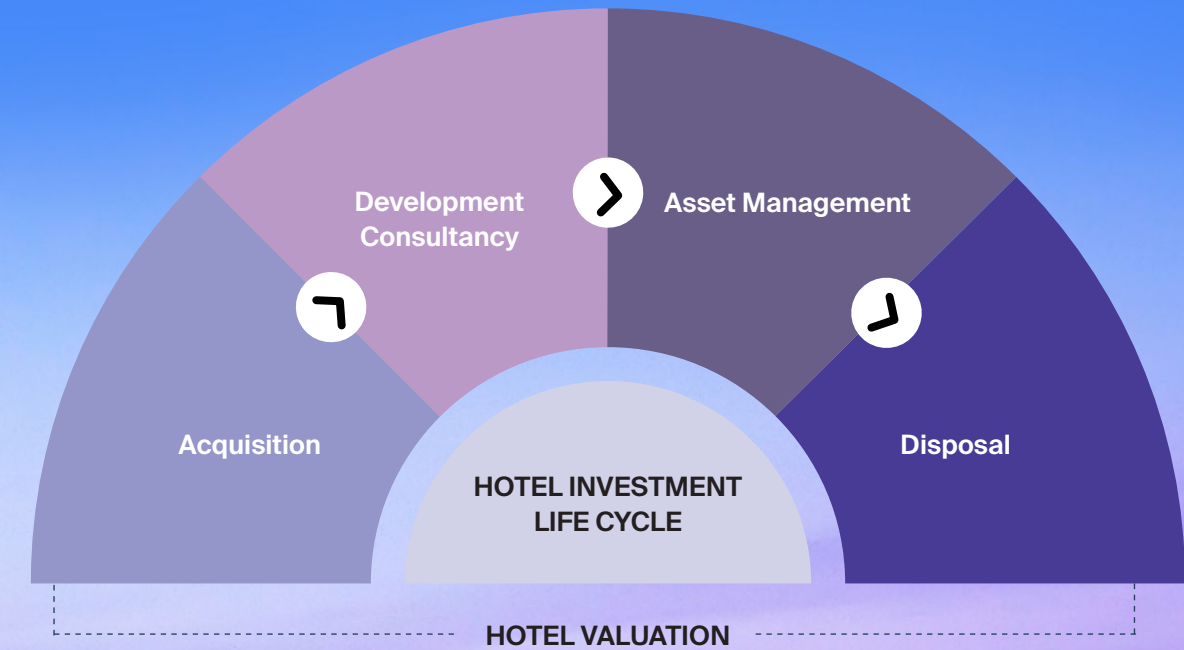 Development
Consultancy
Asset Management
Acquisition
Disposal
HOTEL INVESTMENT
LIFE CYCLE
HOTEL VALUATION